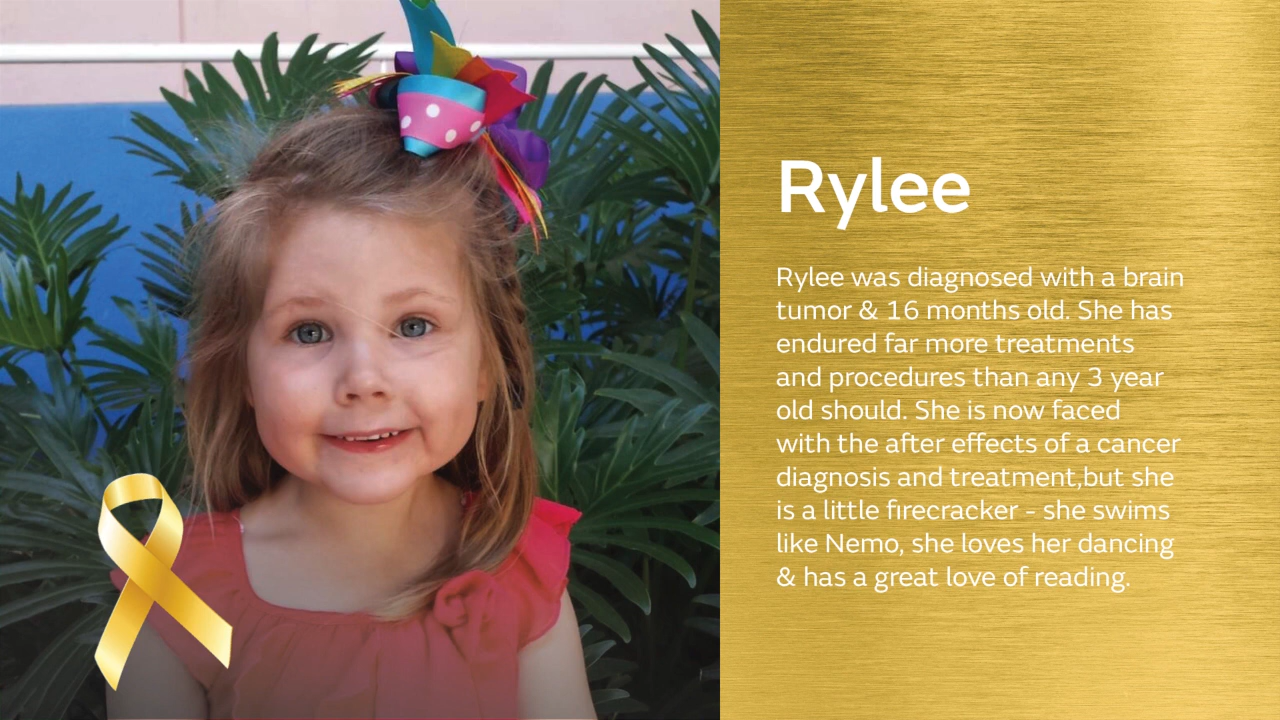 Rylee
Rylee was diagnosed with a brain
tumor & 16 months old. She has
endured far more treatments
and procedures than any 3 year
old should. She is now faced
with the after effects of a cancer
diagnosis and treatment,but she
is a little firecracker - she swims
like Nemo, she loves her dancing
& has a great love of reading.